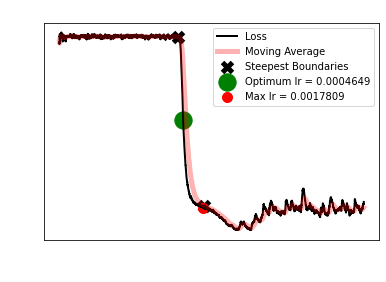 Loss
Moving Average
Steepest Boundaries
Optimum lr = 0.0004649
Max lr = 0.0017809